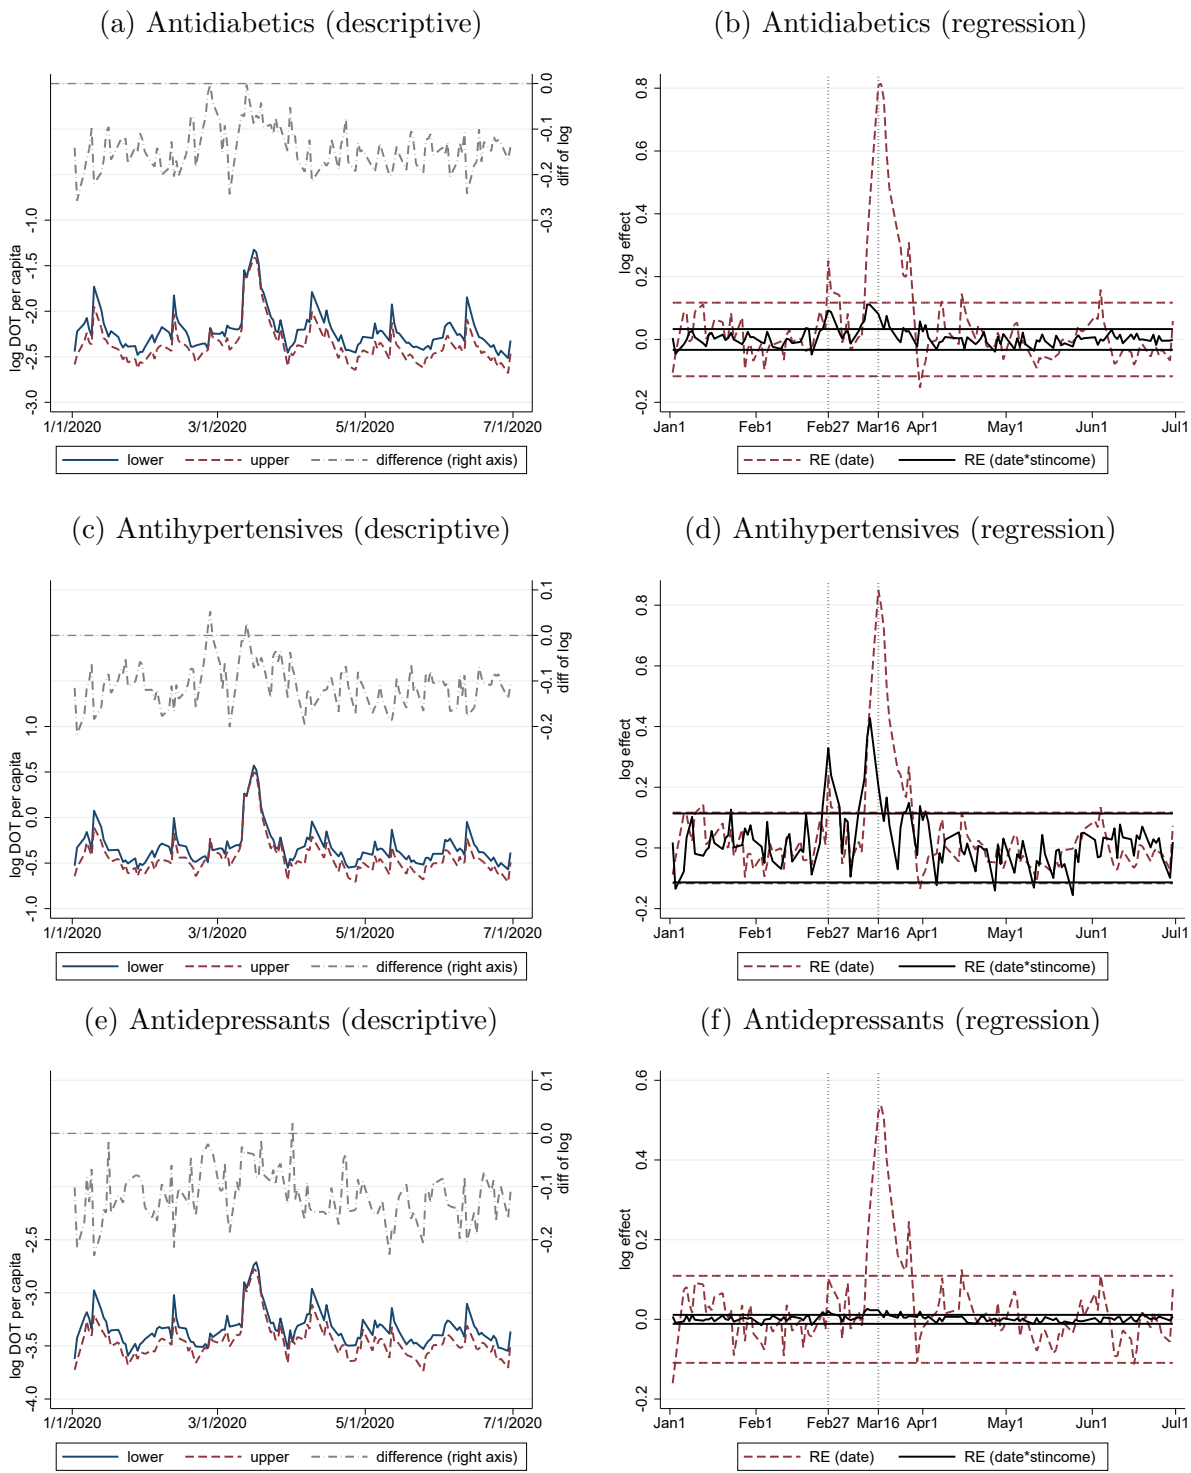 (a) Antidiabetics (descriptive)
log DOT per capita
-3.0 -2.5 -2.0 -1.5 -1.0
diff of log
-0.3 -0.2 -0.1 0.0
1/1/2020 3/1/2020 5/1/2020 7/1/2020
lower upper difference (right axis)
(b) Antidiabetics (regression)
log effect
-0.2 0.0 0.2 0.4 0.6 0.8
Jan1 Feb1 Feb27 Mar16 Apr1 May1 Jun1 Jul1
RE (date) RE (date*stincome)
(c) Antihypertensives (descriptive)
log DOT per capita
-1.0 -0.5 0.0 0.5 1.0
diff of log
-0.2 -0.1 0.0 0.1
1/1/2020 3/1/2020 5/1/2020 7/1/2020
lower upper difference (right axis)
(d) Antihypertensives (regression)
log effect
-0.2 0.0 0.2 0.4 0.6 0.8
Jan1 Feb1 Feb27 Mar16 Apr1 May1 Jun1 Jul1
RE (date) RE (date*stincome)
(e) Antidepressants (descriptive)
log DOT per capita
-4.0 -3.5 -3.0 -2.5
diff of log
-0.2 -0.1 0.0 0.1
1/1/2020 3/1/2020 5/1/2020 7/1/2020
lower upper difference (right axis)
(f) Antidepressants (regression)
log effect
-0.2 0.0 0.2 0.4 0.6
Jan1 Feb1 Feb27 Mar16 Apr1 May1 Jun1 Jul1
RE (date) RE (date*stincome)